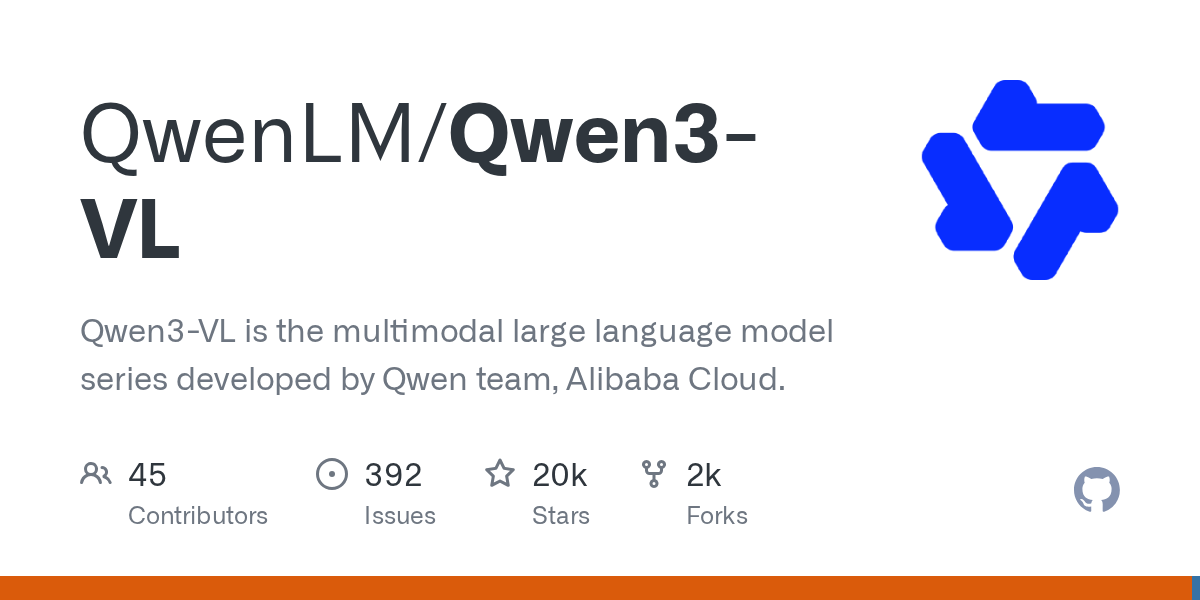 QwenLM/Qwen3-
VL
Qwen3-VL is the multimodal large language model
series developed by Qwen team, Alibaba Cloud.
45 392 20k 2k
Contributors Issues Stars Forks